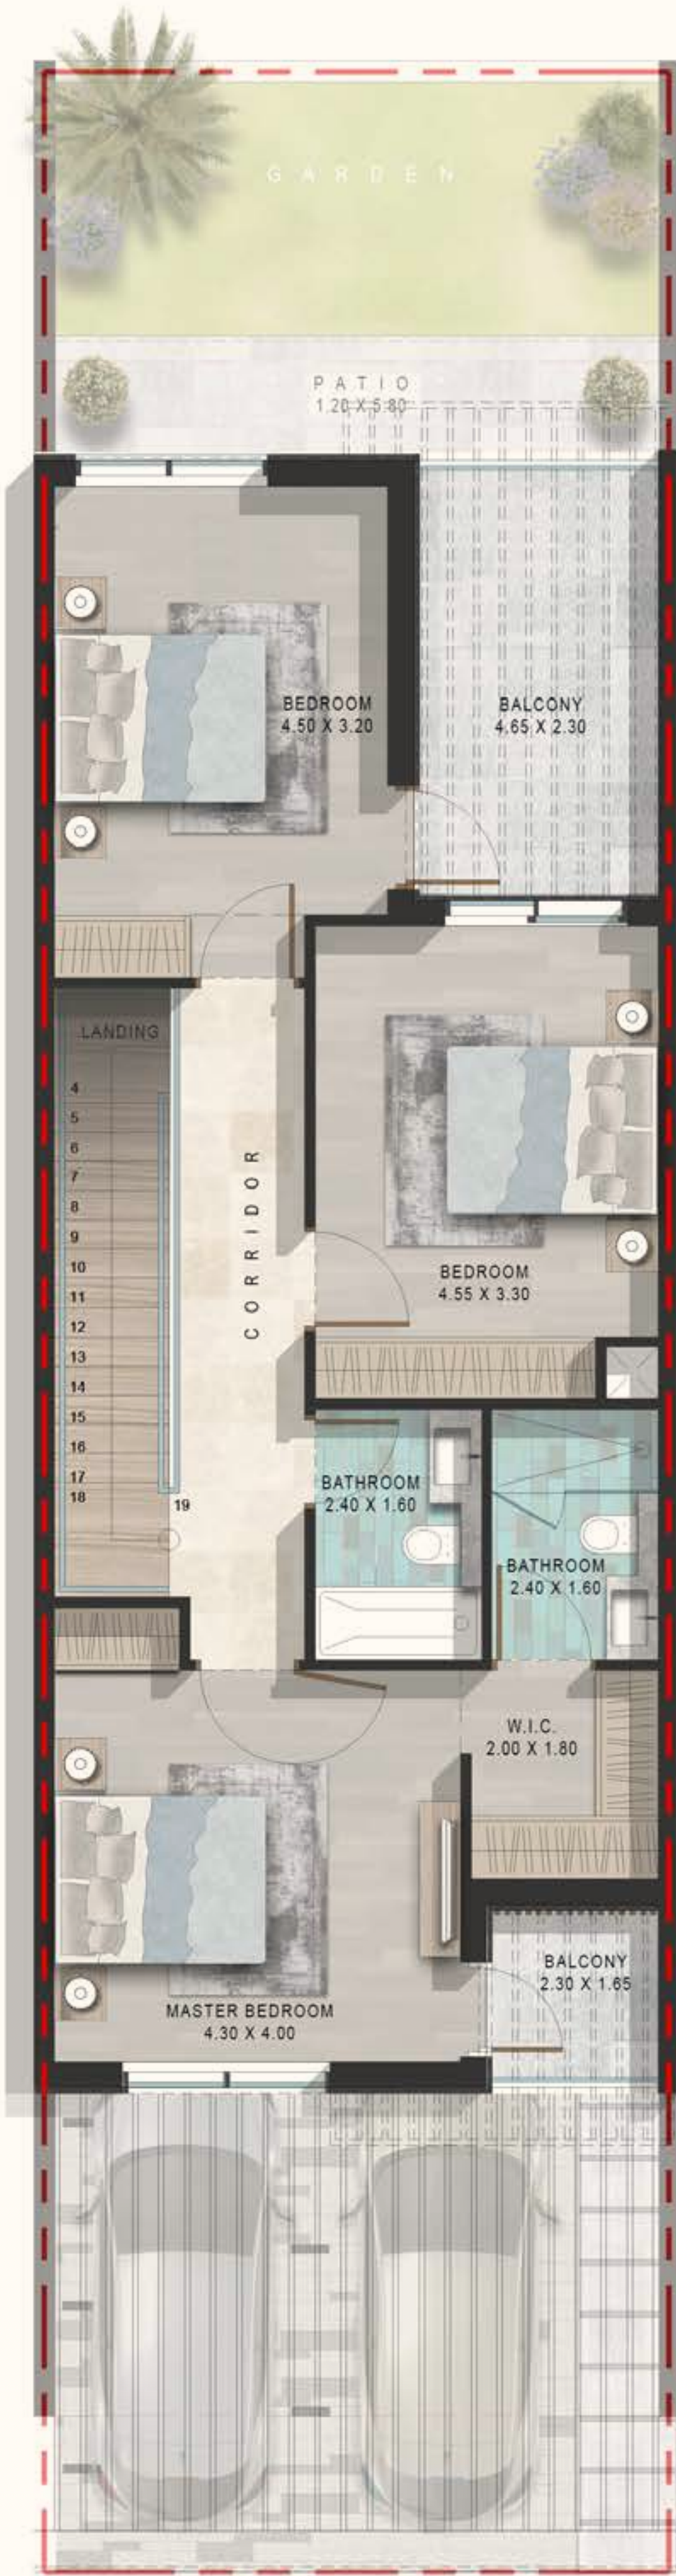 GARDEN
PATIO
1.20 X 5.80
BEDROOM
4.50 X 3.20
BALCONY
4.65 X 2.30
LANDING
4
5
6
7
8
9
10
11
12
13
14
15
16
17
18
19
CORRIDOR
BEDROOM
4.55 X 3.30
BATHROOM
2.40 X 1.60
BATHROOM
2.40 X 1.60
W.I.C.
2.00 X 1.80
BALCONY
2.30 X 1.65
MASTER BEDROOM
4.30 X 4.00